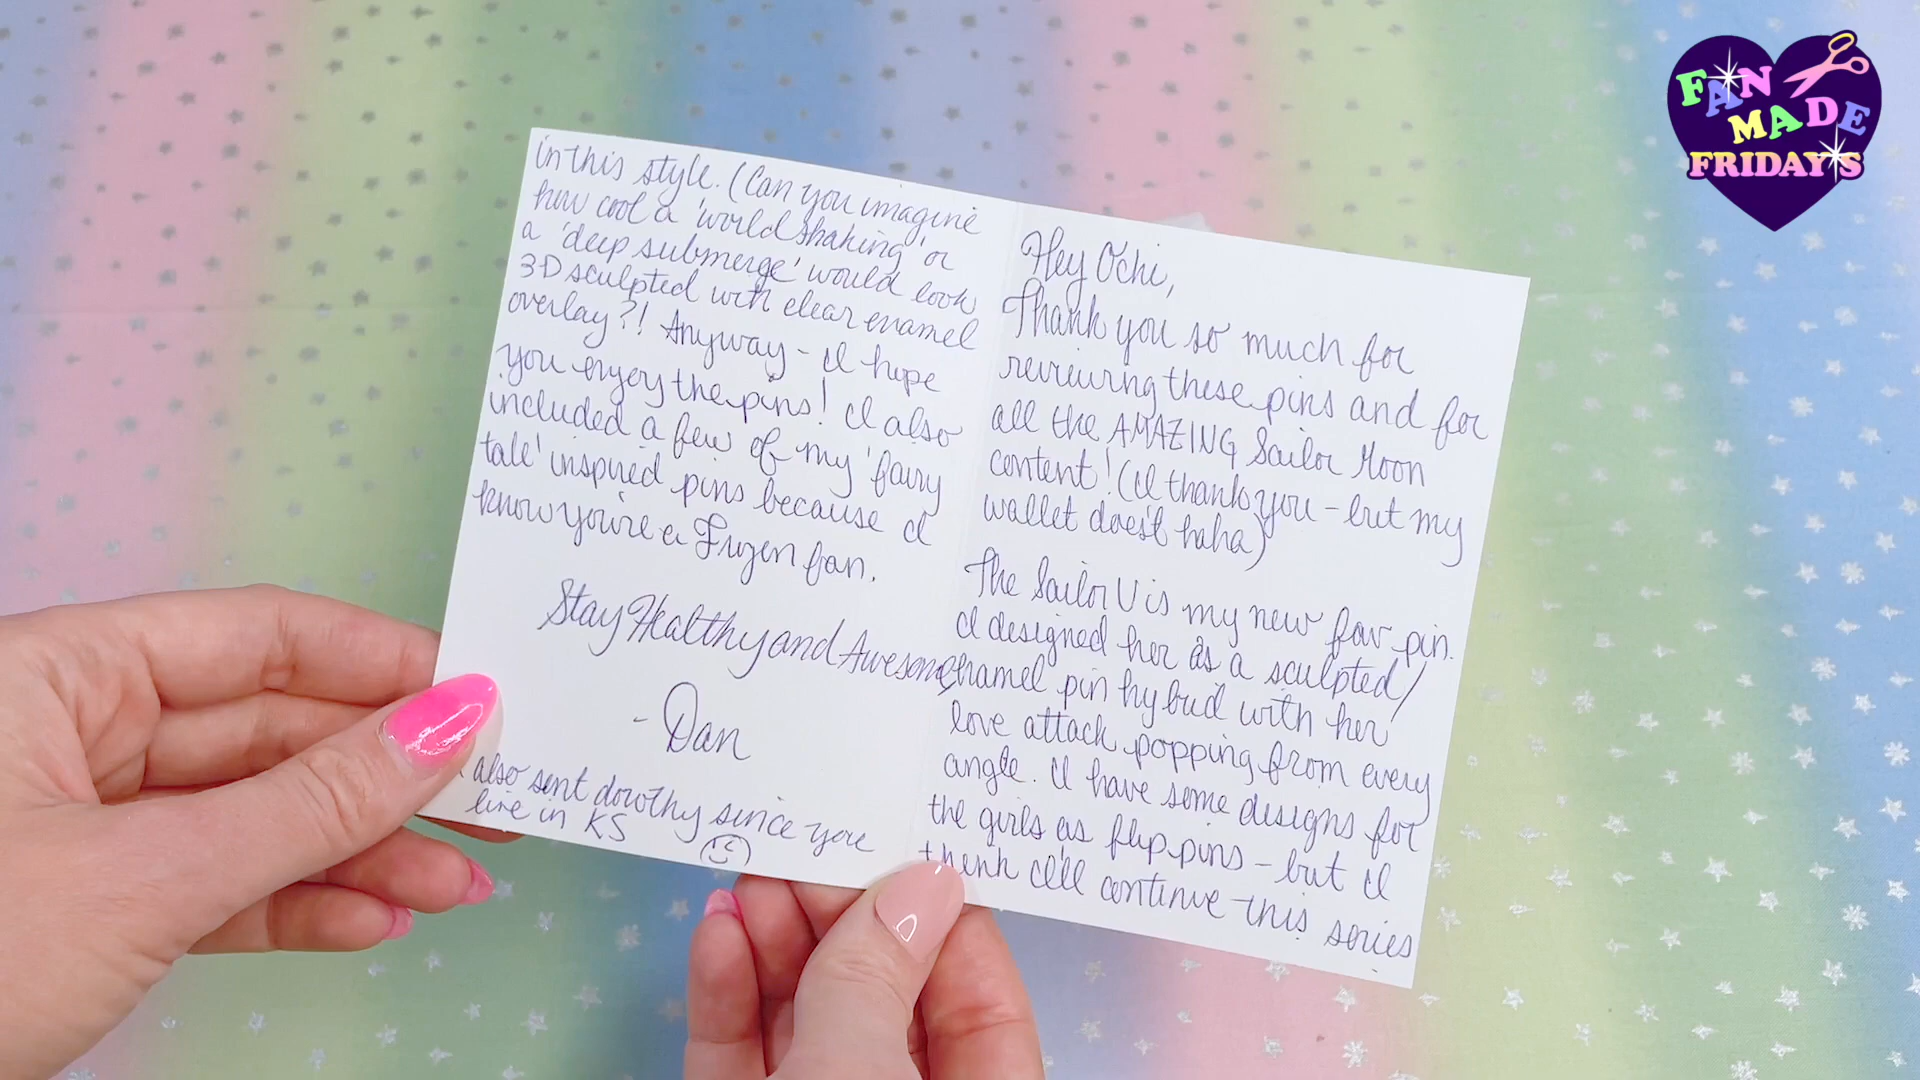 FAN
MADE
FRIDAY'S
Hey Ochi,
Thank you so much for
reviewing these pins and for
all the AMAZING Sailor Moon
content! (I thank you - but my
wallet does't haha)
The Sailor V is my new fav pin.
I designed her as a sculpted/
enamel pin hybrid with her
love attack popping from every
angle. I have some designs for
the girls as flip pins - but I
think I'll continue this series
in this style. (Can you imagine
how cool a 'world shaking' or
a 'deep submerge' would look
3-D sculpted with clear enamel
overlay?! Anyway - I hope
you enjoy the pins! I also
included a few of my 'fairy
tale' inspired pins because I
know you're a Frozen fan.
Stay Healthy and Awesome,
- Dan
also sent dorothy since you
live in KS